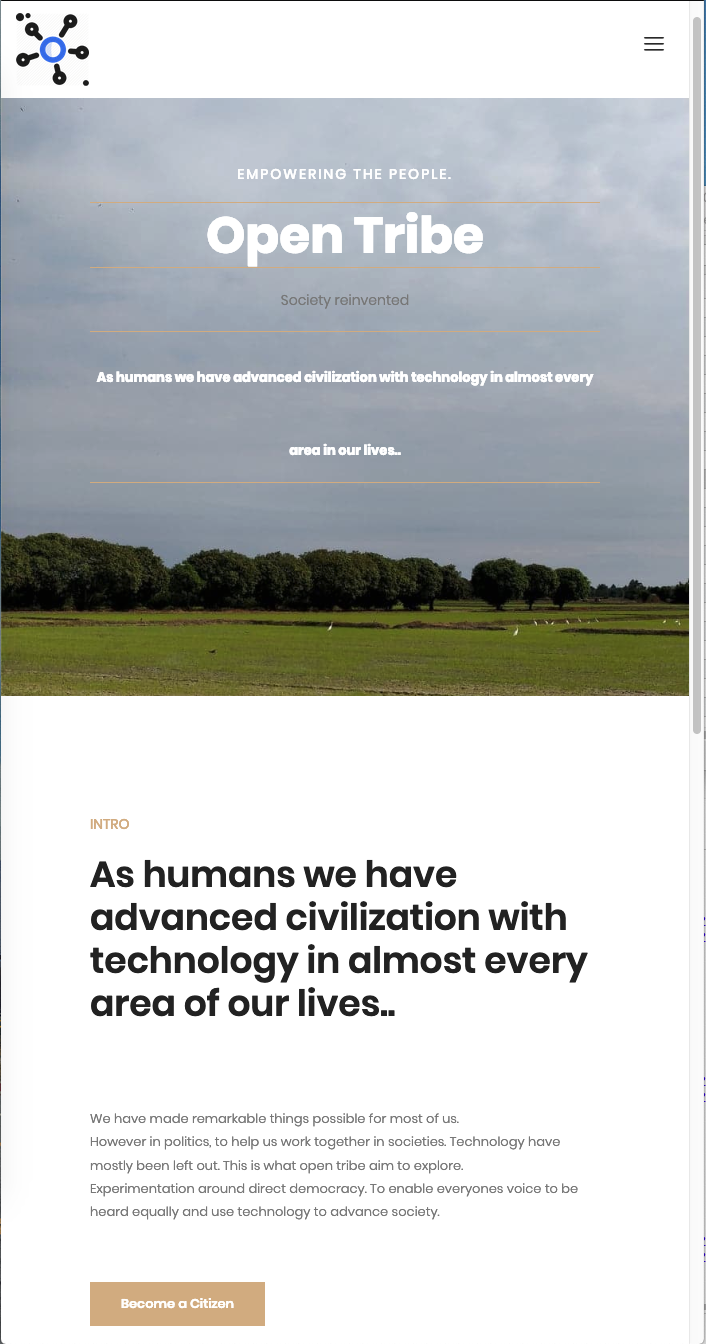 EMPOWERING THE PEOPLE.
Open Tribe
Society reinvented
As humans we have advanced civilization with technology in almost every
area in our lives..
INTRO
As humans we have
advanced civilization with
technology in almost every
area of our lives..
We have made remarkable things possible for most of us.
However in politics, to help us work together in societies. Technology have
mostly been left out. This is what open tribe aim to explore.
Experimentation around direct democracy. To enable everyones voice to be
heard equally and use technology to advance society.
Become a Citizen